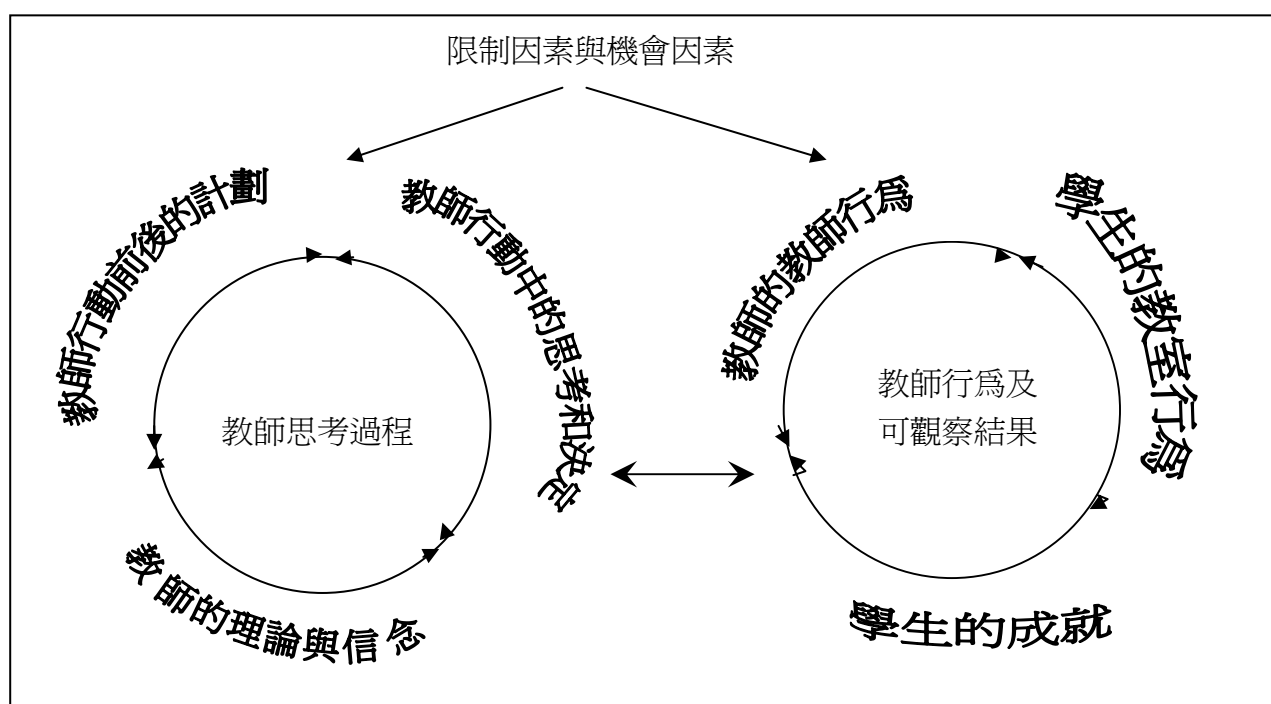 限制因素與機會因素
教師行動前後的計劃
教師行動中的思考和決定
教師思考過程
教師的理論與信念
教師的教師行為
學生的教室行為
教師行為及
可觀察結果
學生的成就